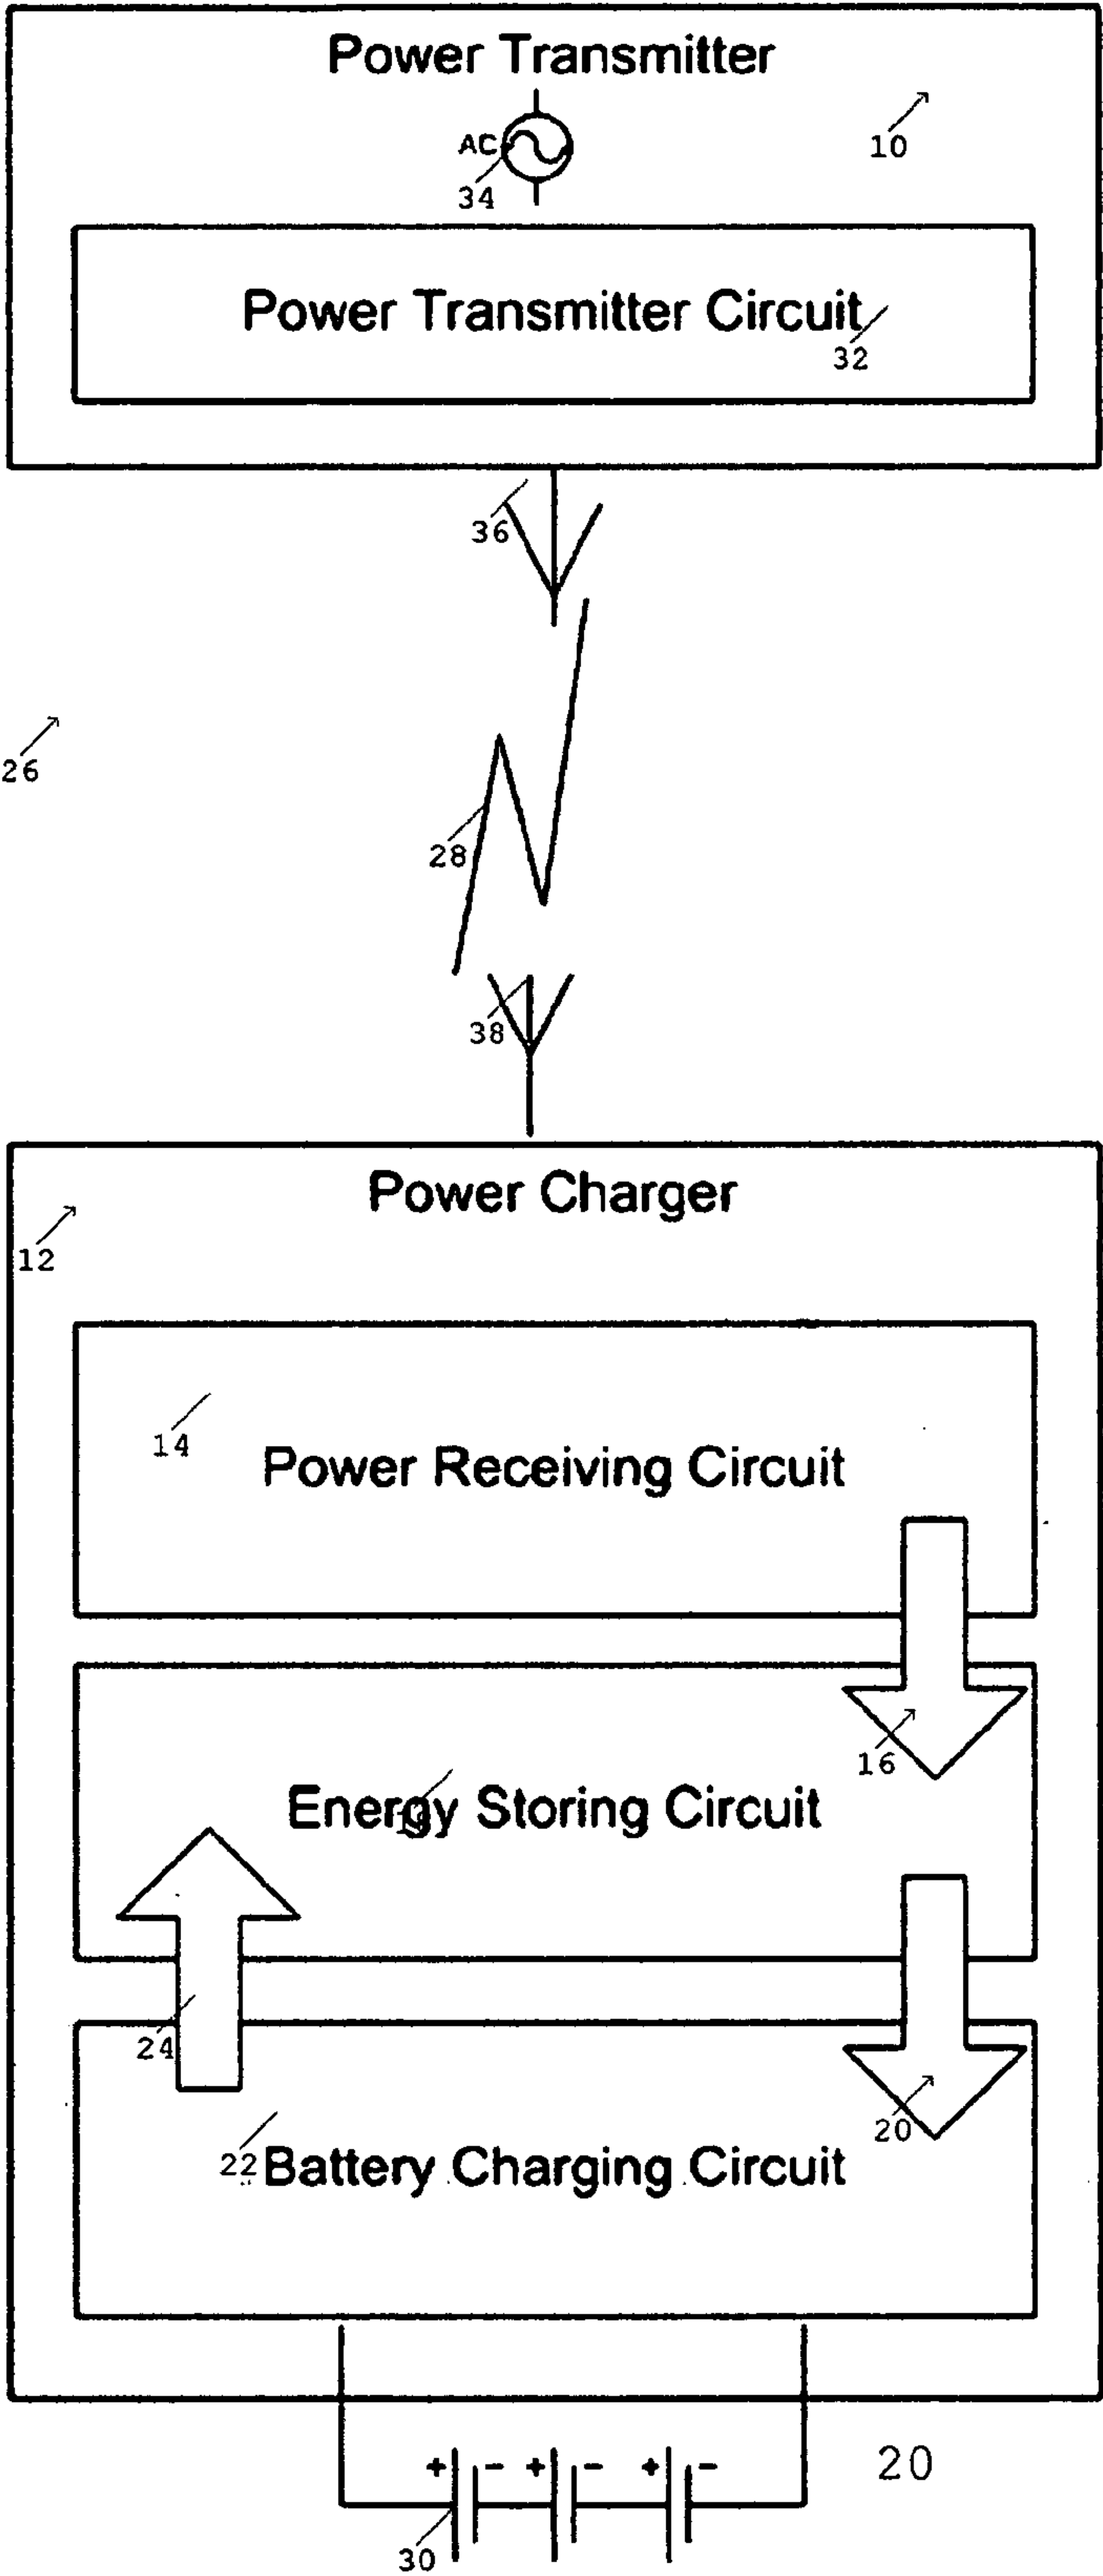 Power Transmitter
AC
10
34
Power Transmitter Circuit
32
36
26
28
38
Power Charger
12
14
Power Receiving Circuit
16
Energy Storing Circuit
24
20
22 Battery Charging Circuit
+ - + - + -
20
30